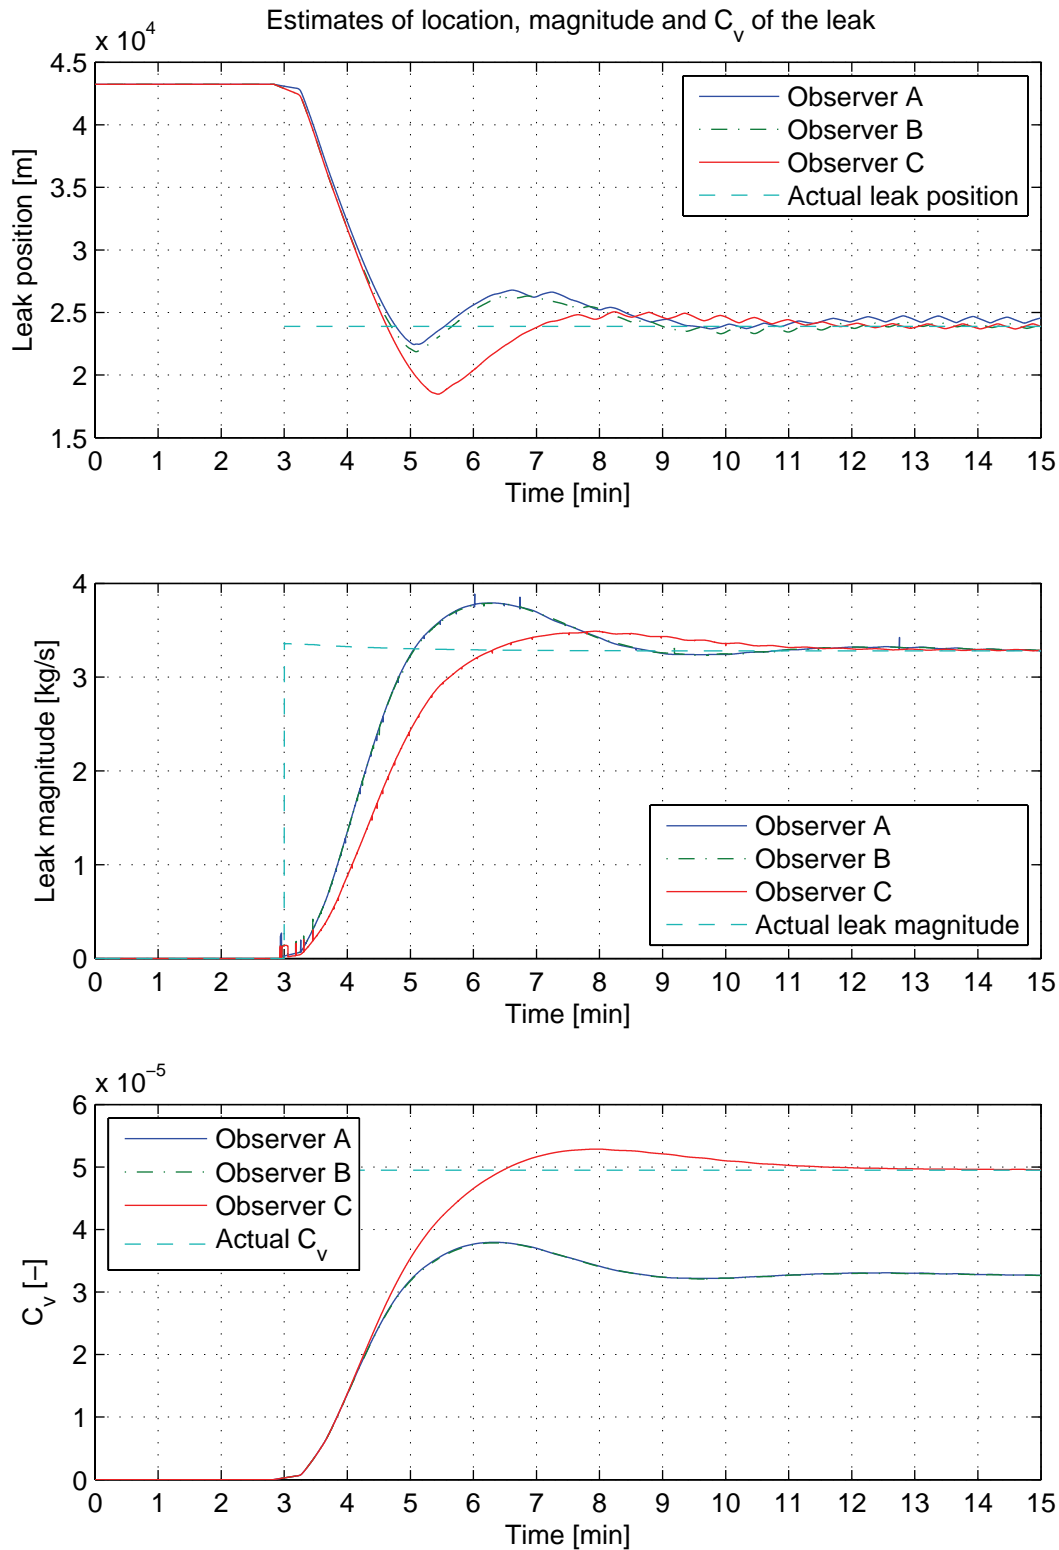 Estimates of location, magnitude and C_v of the leak
x 10^4
4.5
4
3.5
3
2.5
2
1.5
Leak position [m]
Observer A
Observer B
Observer C
Actual leak position
0 1 2 3 4 5 6 7 8 9 10 11 12 13 14 15
Time [min]
4
3
2
1
0
Leak magnitude [kg/s]
Observer A
Observer B
Observer C
Actual leak magnitude
0 1 2 3 4 5 6 7 8 9 10 11 12 13 14 15
Time [min]
x 10^−5
6
5
4
3
2
1
0
C_v [−]
Observer A
Observer B
Observer C
Actual C_v
0 1 2 3 4 5 6 7 8 9 10 11 12 13 14 15
Time [min]